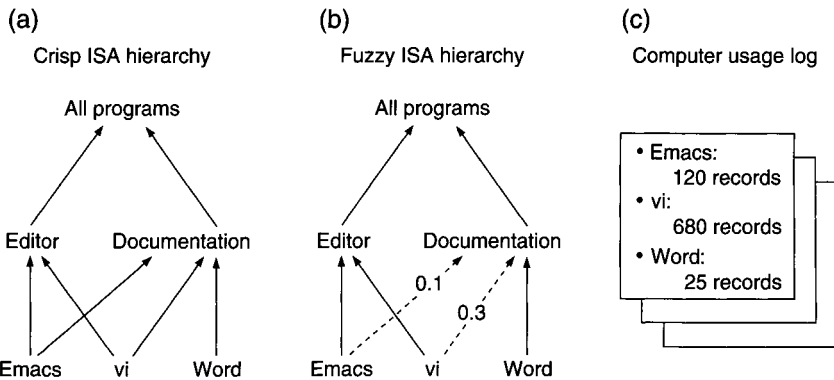 (a)
Crisp ISA hierarchy
All programs
Editor
Documentation
Emacs
vi
Word
(b)
Fuzzy ISA hierarchy
All programs
Editor
Documentation
0.1
0.3
Emacs
vi
Word
(c)
Computer usage log
• Emacs:
120 records
• vi:
680 records
• Word:
25 records